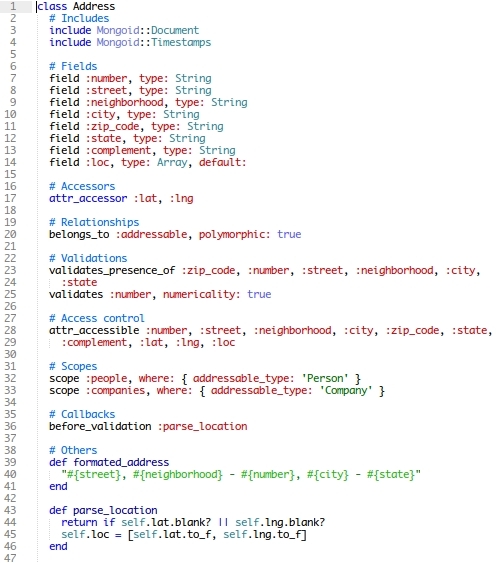 1 class Address
2 # Includes
3 include Mongoid::Document
4 include Mongoid::Timestamps
5
6 # Fields
7 field :number, type: String
8 field :street, type: String
9 field :neighborhood, type: String
10 field :city, type: String
11 field :zip_code, type: String
12 field :state, type: String
13 field :complement, type: String
14 field :loc, type: Array, default:
15
16 # Accessors
17 attr_accessor :lat, :lng
18
19 # Relationships
20 belongs_to :addressable, polymorphic: true
21
22 # Validations
23 validates_presence_of :zip_code, :number, :street, :neighborhood, :city,
24 :state
25 validates :number, numericality: true
26
27 # Access control
28 attr_accessible :number, :street, :neighborhood, :city, :zip_code, :state,
29 :complement, :lat, :lng, :loc
30
31 # Scopes
32 scope :people, where: { addressable_type: 'Person' }
33 scope :companies, where: { addressable_type: 'Company' }
34
35 # Callbacks
36 before_validation :parse_location
37
38 # Others
39 def formated_address
40 "#{street}, #{neighborhood} - #{number}, #{city} - #{state}"
41 end
42
43 def parse_location
44 return if self.lat.blank? || self.lng.blank?
45 self.loc = [self.lat.to_f, self.lng.to_f]
46 end
47